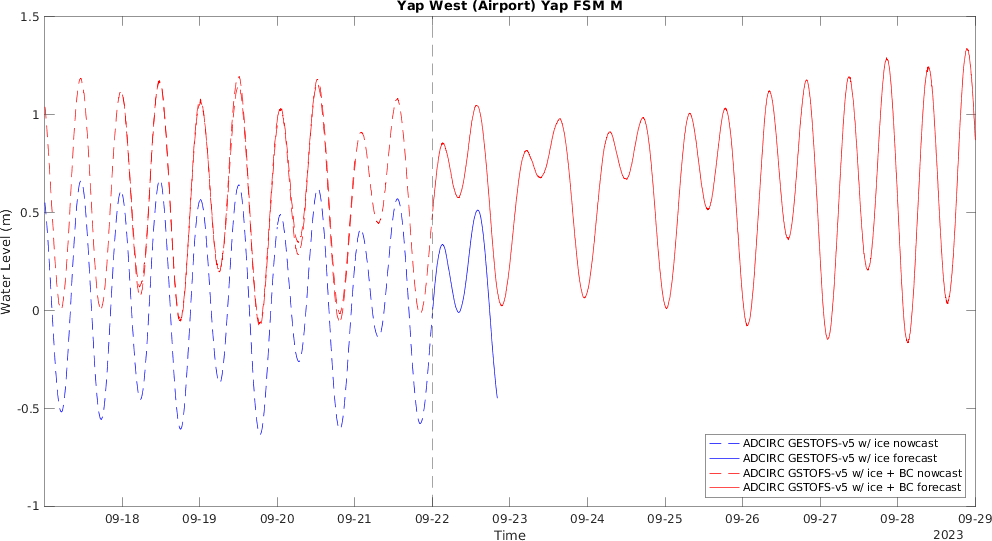 Yap West (Airport) Yap FSM M
1.5
1
0.5
0
-0.5
-1
Water Level (m)
ADCIRC GESTOFS-v5 w/ ice nowcast
ADCIRC GESTOFS-v5 w/ ice forecast
ADCIRC GSTOFS-v5 w/ ice + BC nowcast
ADCIRC GSTOFS-v5 w/ ice + BC forecast
09-18 09-19 09-20 09-21 09-22 09-23 09-24 09-25 09-26 09-27 09-28 09-29
Time
2023